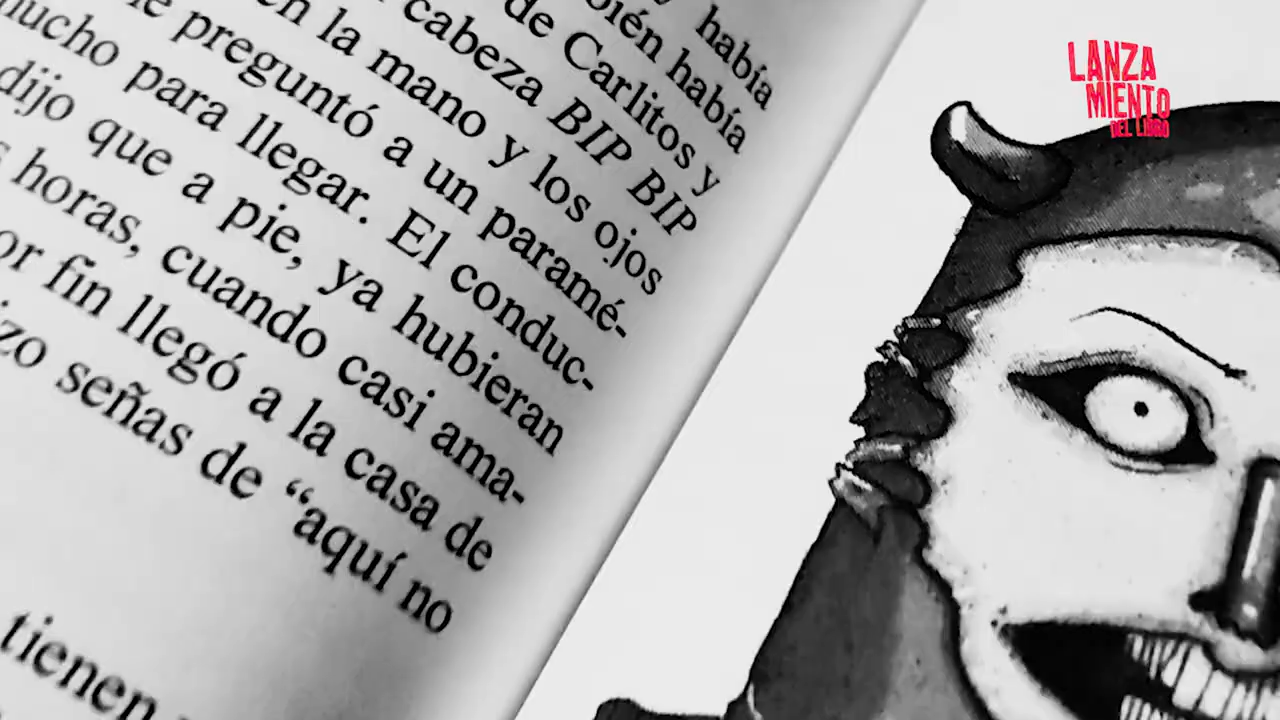 había
bién había
de Carlitos y
cabeza BIP BIP
en la mano y los ojos
le preguntó a un paramé-
mucho para llegar. El conduc-
dijo que a pie, ya hubieran
horas, cuando casi ama-
or fin llegó a la casa de
izo señas de “aquí no
tienen
LANZA
MIENTO
DEL LIBRO